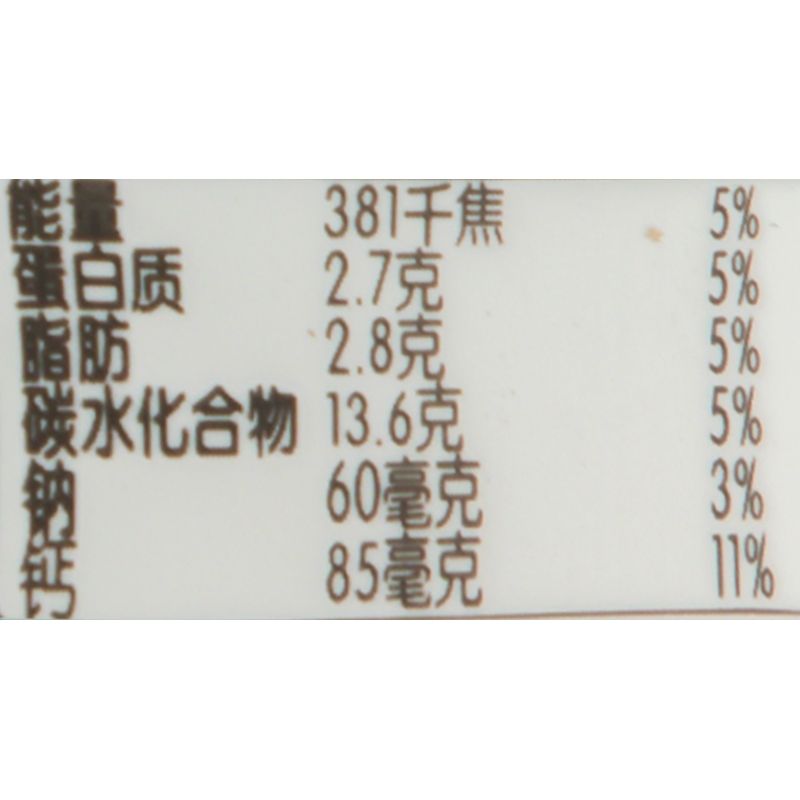 能量 381千焦 5%
蛋白质 2.7克 5%
脂肪 2.8克 5%
碳水化合物 13.6克 5%
钠 60毫克 3%
钙 85毫克 11%